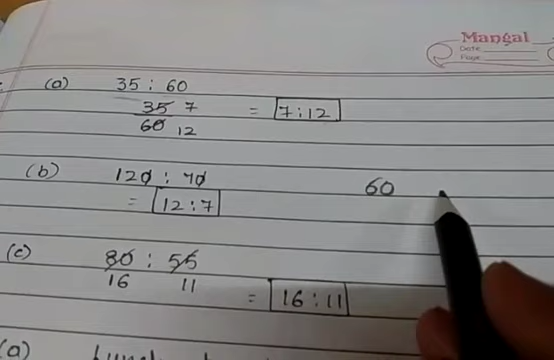 Mangal
Date
Page
(a) 35 : 60
35 7 = 7:12
60 12
(b) 120 : 70
= 12:7 60
(c) 80 : 55
16 11
= 16:11
(a)